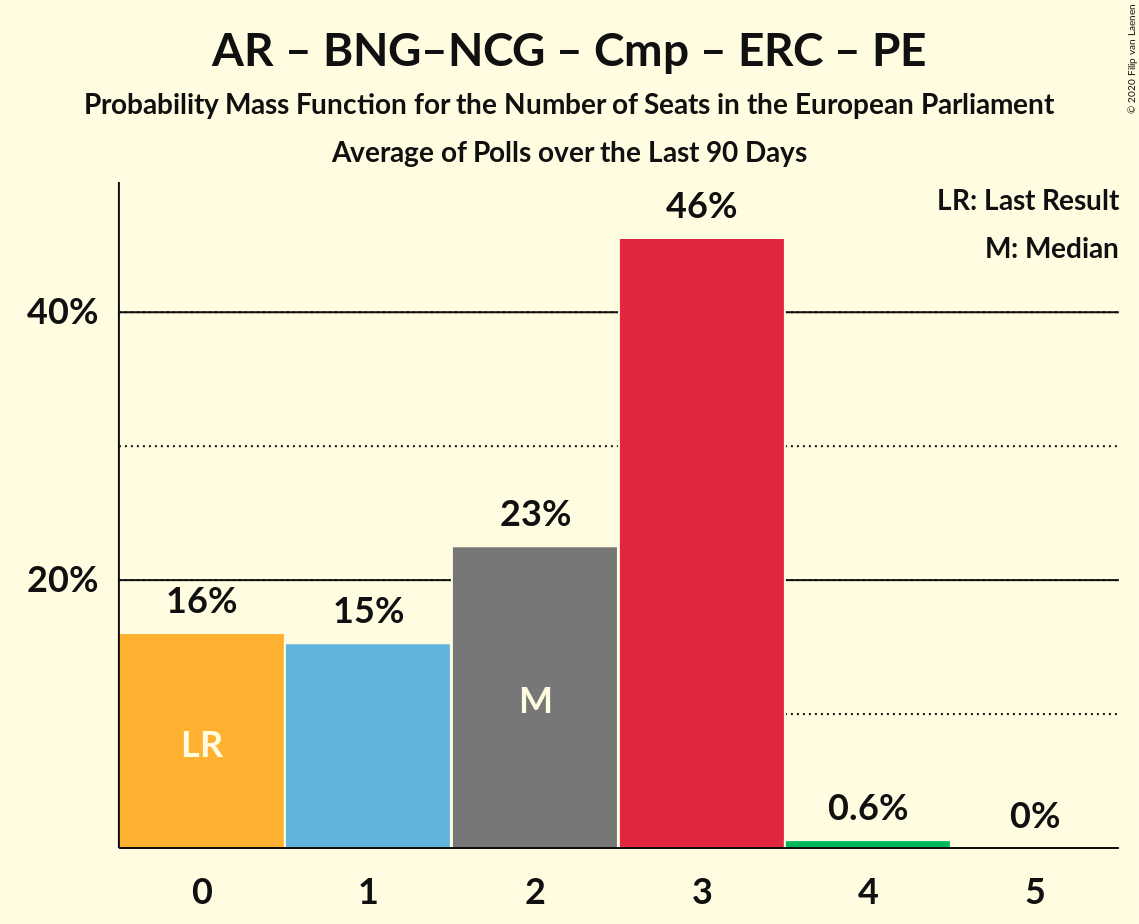 AR – BNG–NCG – Cmp – ERC – PE
Probability Mass Function for the Number of Seats in the European Parliament
Average of Polls over the Last 90 Days
© 2020 Filip van Laenen
LR: Last Result
M: Median
46%
40%
23%
20%
16%
15%
M
LR
0.6%
0%
0 1 2 3 4 5